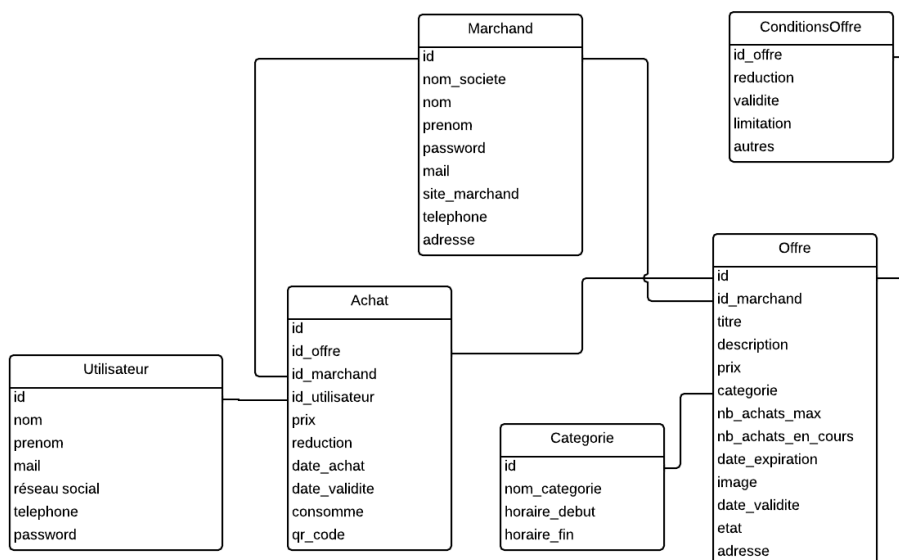 Marchand
id
nom_societe
nom
prenom
password
mail
site_marchand
telephone
adresse
ConditionsOffre
id_offre
reduction
validite
limitation
autres
Offre
id
id_marchand
titre
description
prix
categorie
nb_achats_max
nb_achats_en_cours
date_expiration
image
date_validite
etat
adresse
Achat
id
id_offre
id_marchand
id_utilisateur
prix
reduction
date_achat
date_validite
consomme
qr_code
Utilisateur
id
nom
prenom
mail
réseau social
telephone
password
Categorie
id
nom_categorie
horaire_debut
horaire_fin